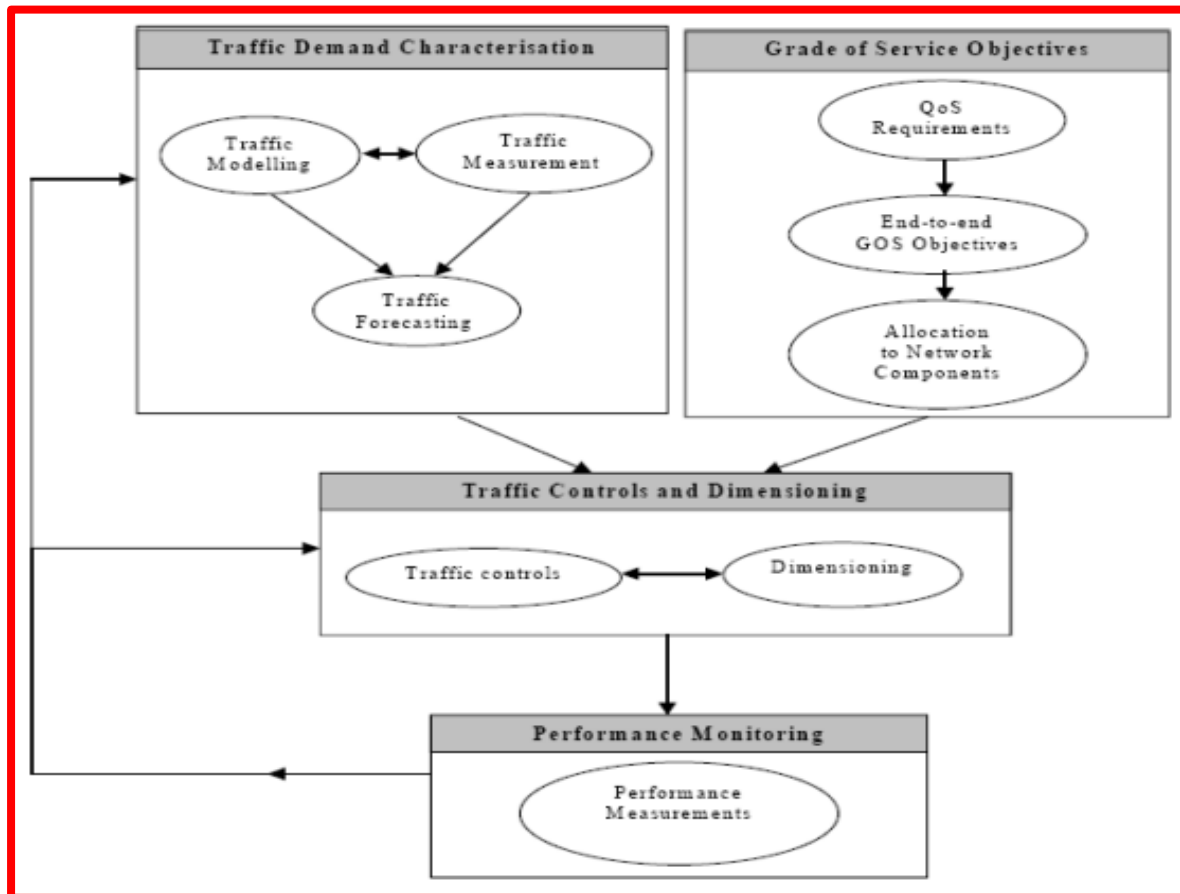 Traffic Demand Characterisation
Traffic
Modelling
Traffic
Measurement
Traffic
Forecasting
Grade of Service Objectives
QoS
Requirements
End-to-end
GOS Objectives
Allocation
to Network
Components
Traffic Controls and Dimensioning
Traffic controls
Dimensioning
Performance Monitoring
Performance
Measurements